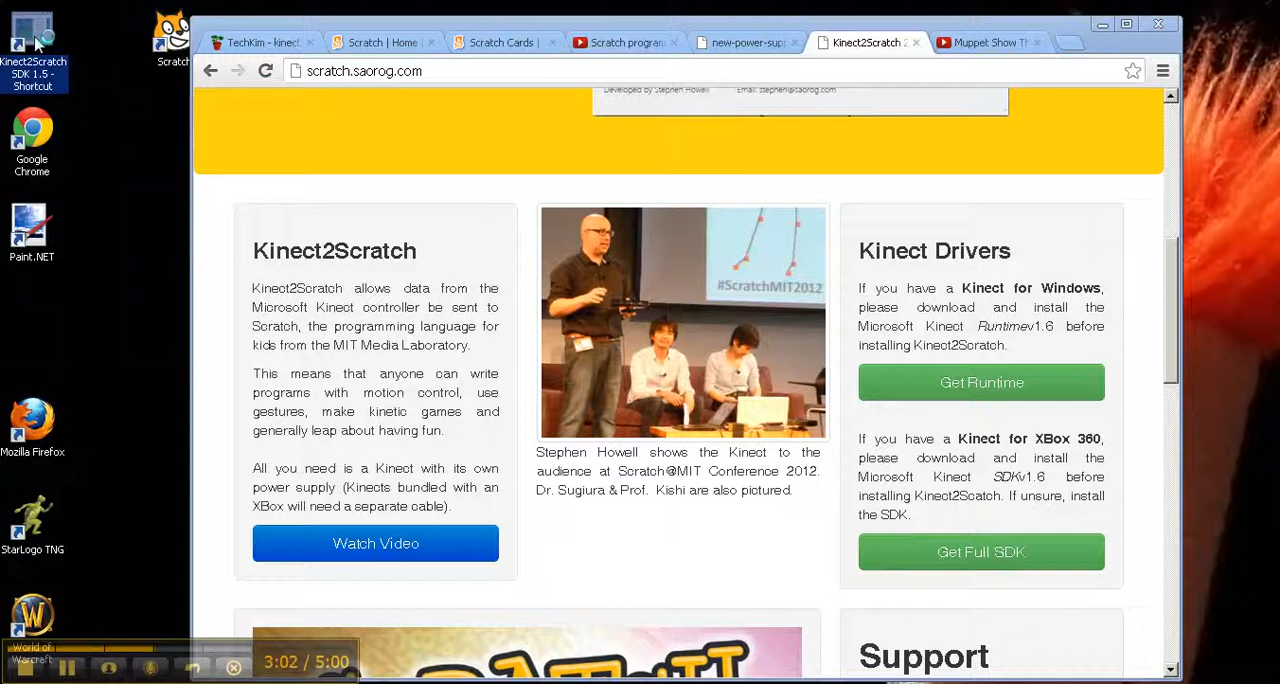 Kinect2Scratch
SDK 1.5 -
Shortcut
Scratch
Google
Chrome
Paint.NET
Mozilla Firefox
StarLogo TNG
World of
Warcraft
TechKim - kinect
Scratch | Home
Scratch Cards |
Scratch program
new-power-supp
Kinect2Scratch 2
Muppet Show Th
scratch.saorog.com
Developed by Stephen Howell
Email: stephen@saorog.com
Kinect2Scratch
Kinect2Scratch allows data from the
Microsoft Kinect controller be sent to
Scratch, the programming language for
kids from the MIT Media Laboratory.
This means that anyone can write
programs with motion control, use
gestures, make kinetic games and
generally leap about having fun.
All you need is a Kinect with its own
power supply (Kinects bundled with an
XBox will need a separate cable).
Watch Video
#ScratchMIT2012
Stephen Howell shows the Kinect to the
audience at Scratch@MIT Conference 2012.
Dr. Sugiura & Prof. Kishi are also pictured.
Kinect Drivers
If you have a Kinect for Windows,
please download and install the
Microsoft Kinect Runtimev1.6 before
installing Kinect2Scratch.
Get Runtime
If you have a Kinect for XBox 360,
please download and install the
Microsoft Kinect SDKv1.6 before
installing Kinect2Scatch. If unsure, install
the SDK.
Get Full SDK
Support
3:02 / 5:00